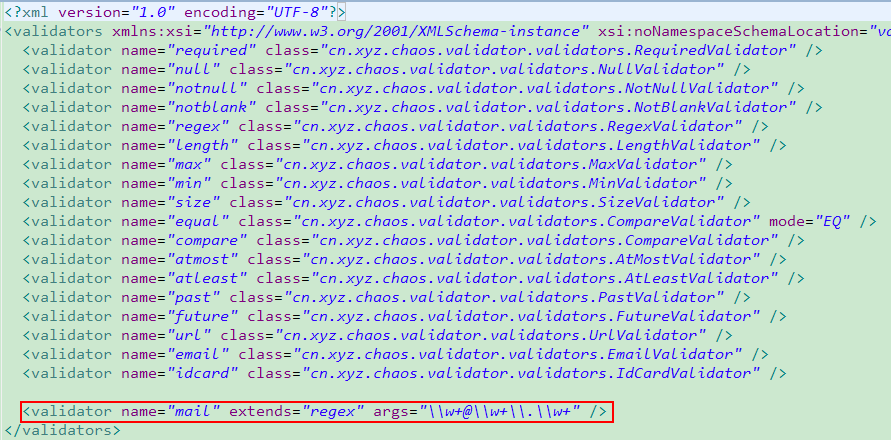 <?xml version="1.0" encoding="UTF-8"?>
<validators xmlns:xsi="http://www.w3.org/2001/XMLSchema-instance" xsi:noNamespaceSchemaLocation="va
<validator name="required" class="cn.xyz.chaos.validator.validators.RequiredValidator" />
<validator name="null" class="cn.xyz.chaos.validator.validators.NullValidator" />
<validator name="notnull" class="cn.xyz.chaos.validator.validators.NotNullValidator" />
<validator name="notblank" class="cn.xyz.chaos.validator.validators.NotBlankValidator" />
<validator name="regex" class="cn.xyz.chaos.validator.validators.RegexValidator" />
<validator name="length" class="cn.xyz.chaos.validator.validators.LengthValidator" />
<validator name="max" class="cn.xyz.chaos.validator.validators.MaxValidator" />
<validator name="min" class="cn.xyz.chaos.validator.validators.MinValidator" />
<validator name="size" class="cn.xyz.chaos.validator.validators.SizeValidator" />
<validator name="equal" class="cn.xyz.chaos.validator.validators.CompareValidator" mode="EQ" />
<validator name="compare" class="cn.xyz.chaos.validator.validators.CompareValidator" />
<validator name="atmost" class="cn.xyz.chaos.validator.validators.AtMostValidator" />
<validator name="atleast" class="cn.xyz.chaos.validator.validators.AtLeastValidator" />
<validator name="past" class="cn.xyz.chaos.validator.validators.PastValidator" />
<validator name="future" class="cn.xyz.chaos.validator.validators.FutureValidator" />
<validator name="url" class="cn.xyz.chaos.validator.validators.UrlValidator" />
<validator name="email" class="cn.xyz.chaos.validator.validators.EmailValidator" />
<validator name="idcard" class="cn.xyz.chaos.validator.validators.IdCardValidator" />
<validator name="mail" extends="regex" args="\\w+@\\w+\\.\\w+" />
</validators>